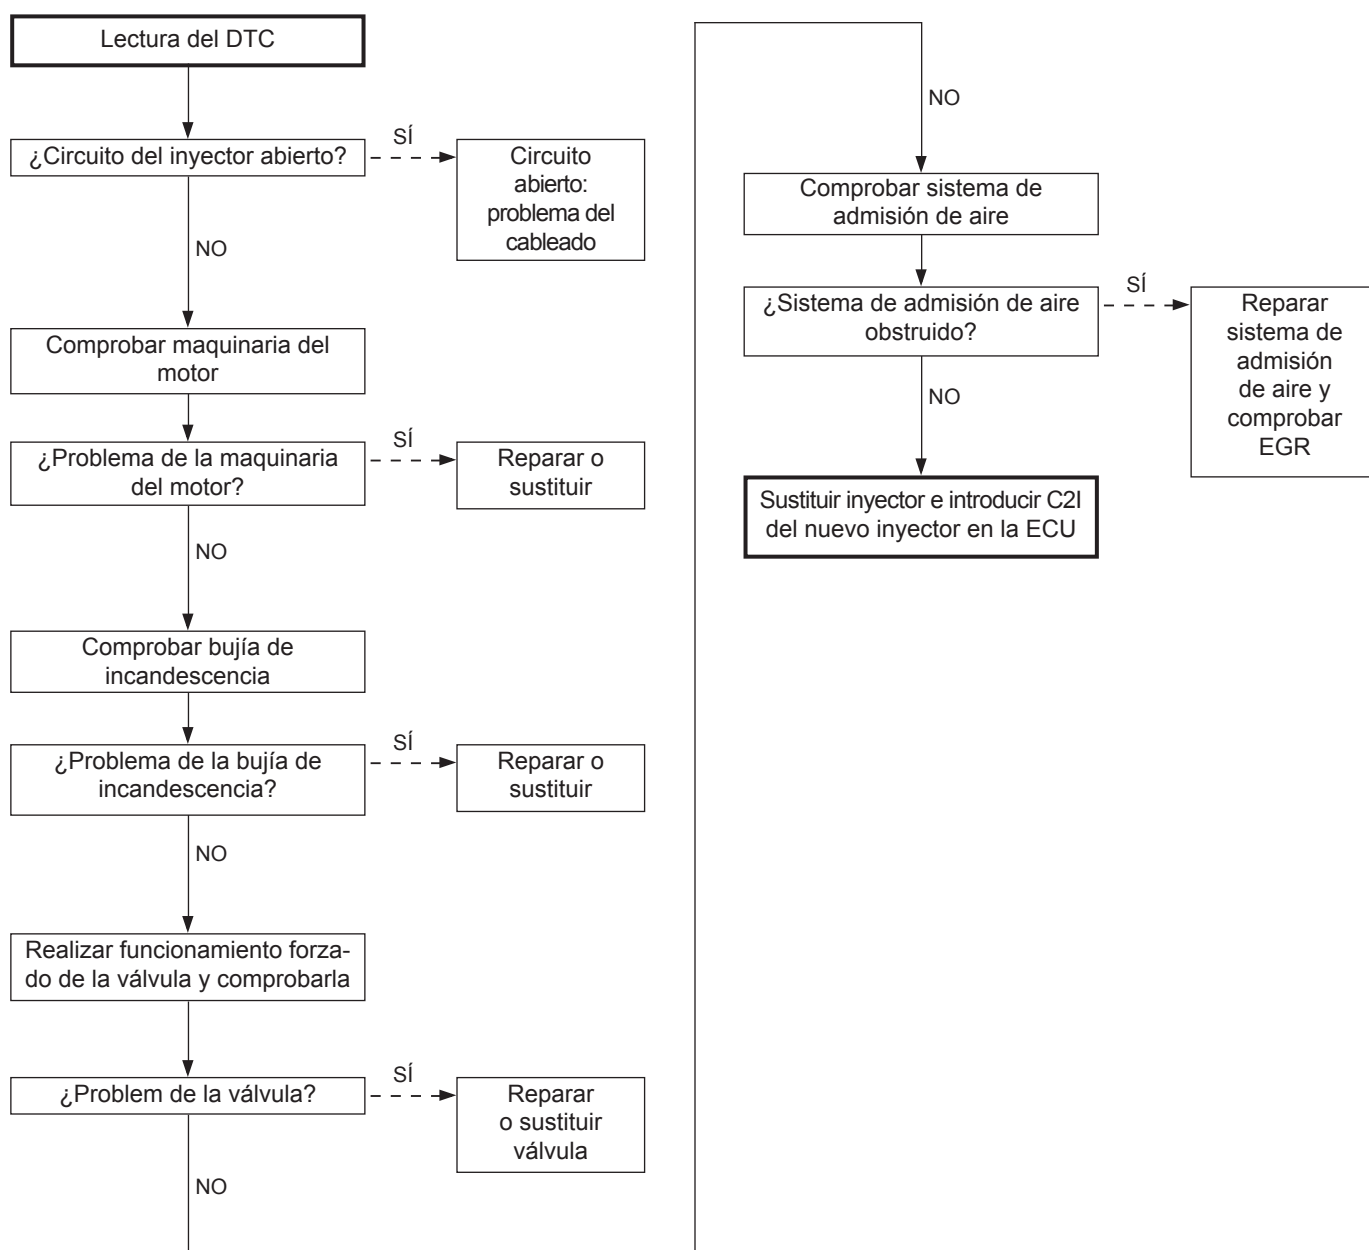 Lectura del DTC
¿Circuito del inyector abierto?
SÍ
Circuito
abierto:
problema del
cableado
NO
Comprobar maquinaria del
motor
¿Problema de la maquinaria
del motor?
SÍ
Reparar o
sustituir
NO
Comprobar bujía de
incandescencia
¿Problema de la bujía de
incandescencia?
SÍ
Reparar o
sustituir
NO
Realizar funcionamiento forza-
do de la válvula y comprobarla
¿Problem de la válvula?
SÍ
Reparar
o sustituir
válvula
NO
NO
Comprobar sistema de
admisión de aire
¿Sistema de admisión de aire
obstruido?
SÍ
Reparar
sistema de
admisión
de aire y
comprobar
EGR
NO
Sustituir inyector e introducir C2I
del nuevo inyector en la ECU